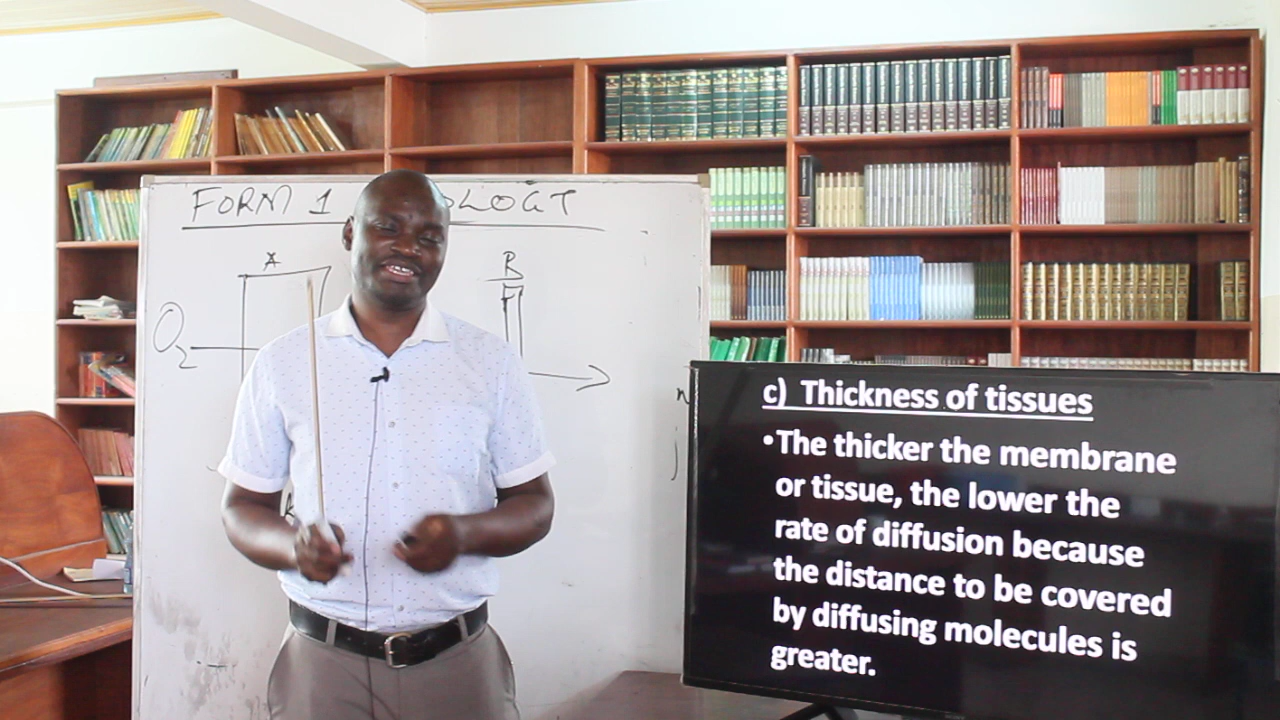 FORM 1 OLOGY
A
B
O2
c) Thickness of tissues
•The thicker the membrane
or tissue, the lower the
rate of diffusion because
the distance to be covered
by diffusing molecules is
greater.